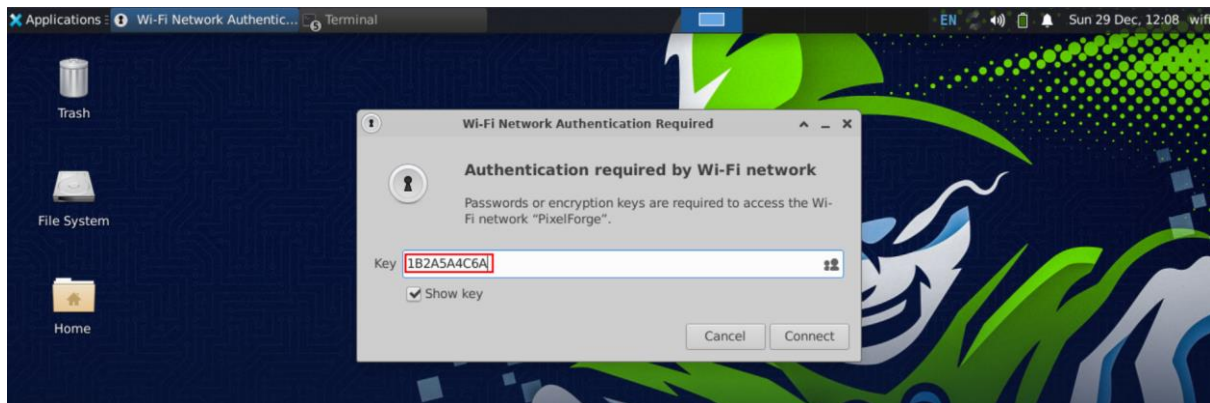 Applications
Wi-Fi Network Authentic...
Terminal
EN
Sun 29 Dec, 12:08
wifi
Trash
File System
Home
Wi-Fi Network Authentication Required
Authentication required by Wi-Fi network
Passwords or encryption keys are required to access the Wi-
Fi network “PixelForge”.
Key 1B2A5A4C6A
Show key
Cancel
Connect